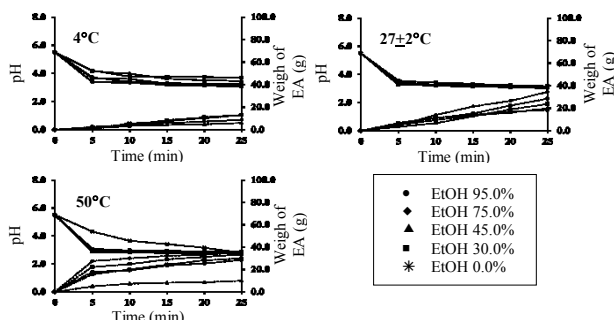 4°C
8.0
6.0
4.0
2.0
0.0
pH
100.0
80.0
60.0
40.0
20.0
0.0
Weigh of
EA (g)
0 5 10 15 20 25
Time (min)
27±2°C
8.0
6.0
4.0
2.0
0.0
pH
100.0
80.0
60.0
40.0
20.0
0.0
Weigh of
EA (g)
0 5 10 15 20 25
Time (min)
50°C
8.0
6.0
4.0
2.0
0.0
pH
100.0
80.0
60.0
40.0
20.0
0.0
Weigh of
EA (g)
0 5 10 15 20 25
Time (min)
EtOH 95.0%
EtOH 75.0%
EtOH 45.0%
EtOH 30.0%
EtOH 0.0%